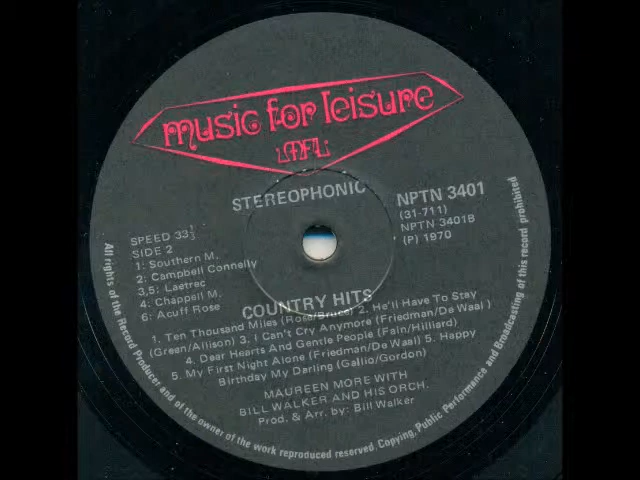 music for leisure
MFL
STEREOPHONIC
NPTN 3401
(31-711)
NPTN 3401B
(P) 1970
SPEED 33⅓
SIDE 2
1: Southern M.
2: Campbell Connelly
3,5: Laetrec
4: Chappell M.
6: Acuff Rose
COUNTRY HITS
1. Ten Thousand Miles (Rose/Bruce) 2. He'll Have To Stay
(Green/Allison) 3. I Can't Cry Anymore (Friedman/De Waal)
4. Dear Hearts And Gentle People (Fain/Hilliard)
5. My First Night Alone (Friedman/De Waal) 5. Happy
Birthday My Darling (Gallio/Gordon)
MAUREEN MORE WITH
BILL WALKER AND HIS ORCH.
Prod. & Arr. by: Bill Walker
All rights of the Record Producer and of the owner of the work reproduced reserved. Copying, Public Performance and Broadcasting of this record prohibited